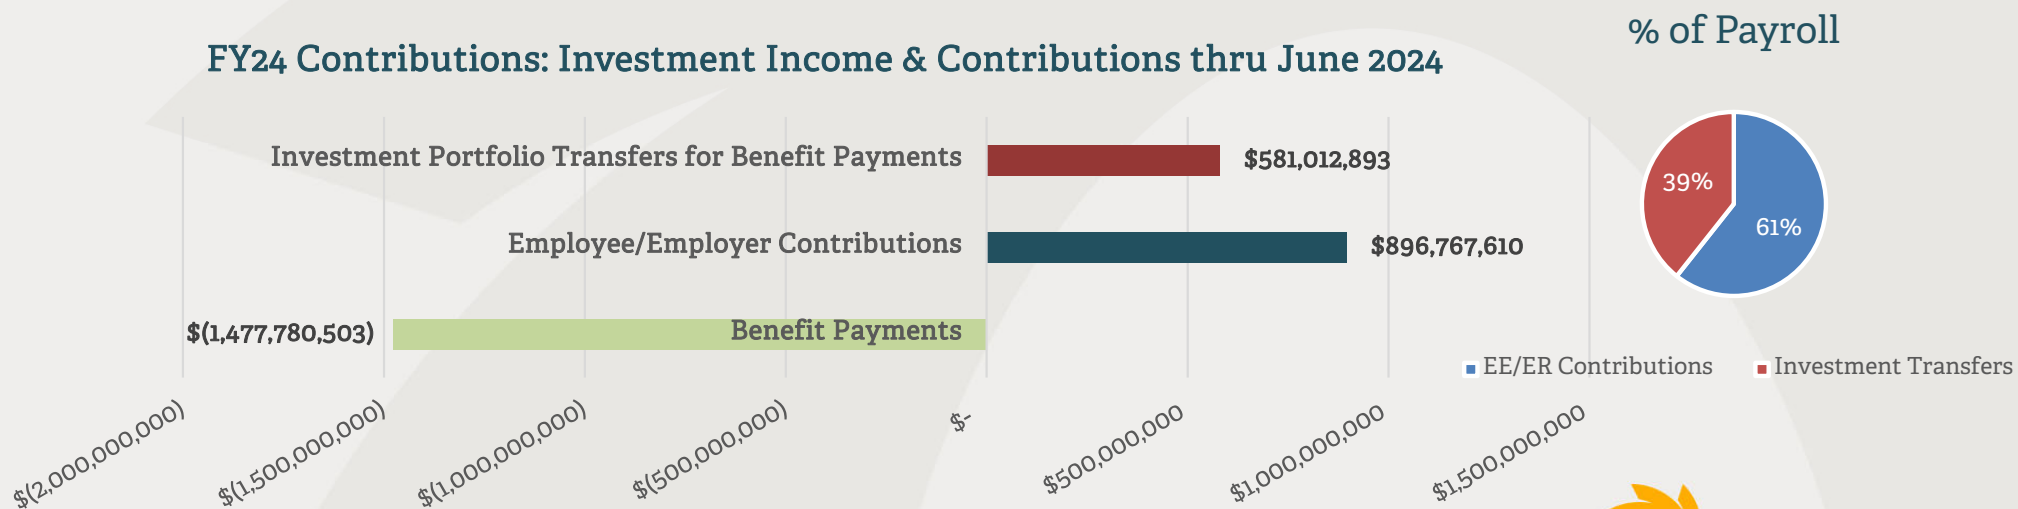 % of Payroll
FY24 Contributions: Investment Income & Contributions thru June 2024
Investment Portfolio Transfers for Benefit Payments
$581,012,893
39%
Employee/Employer Contributions
$896,767,610
61%
$(1,477,780,503)
Benefit Payments
EE/ER Contributions
Investment Transfers
$(2,000,000,000)
$(1,500,000,000)
$(1,000,000,000)
$(500,000,000)
$-
$500,000,000
$1,000,000,000
$1,500,000,000